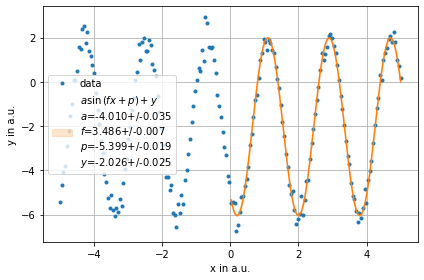 2
0
−2
−4
−6
y in a.u.
data
asin(fx + p) + y
a=-4.010+/-0.035
f=3.486+/-0.007
p=-5.399+/-0.019
y=-2.026+/-0.025
−4 −2 0 2 4
x in a.u.